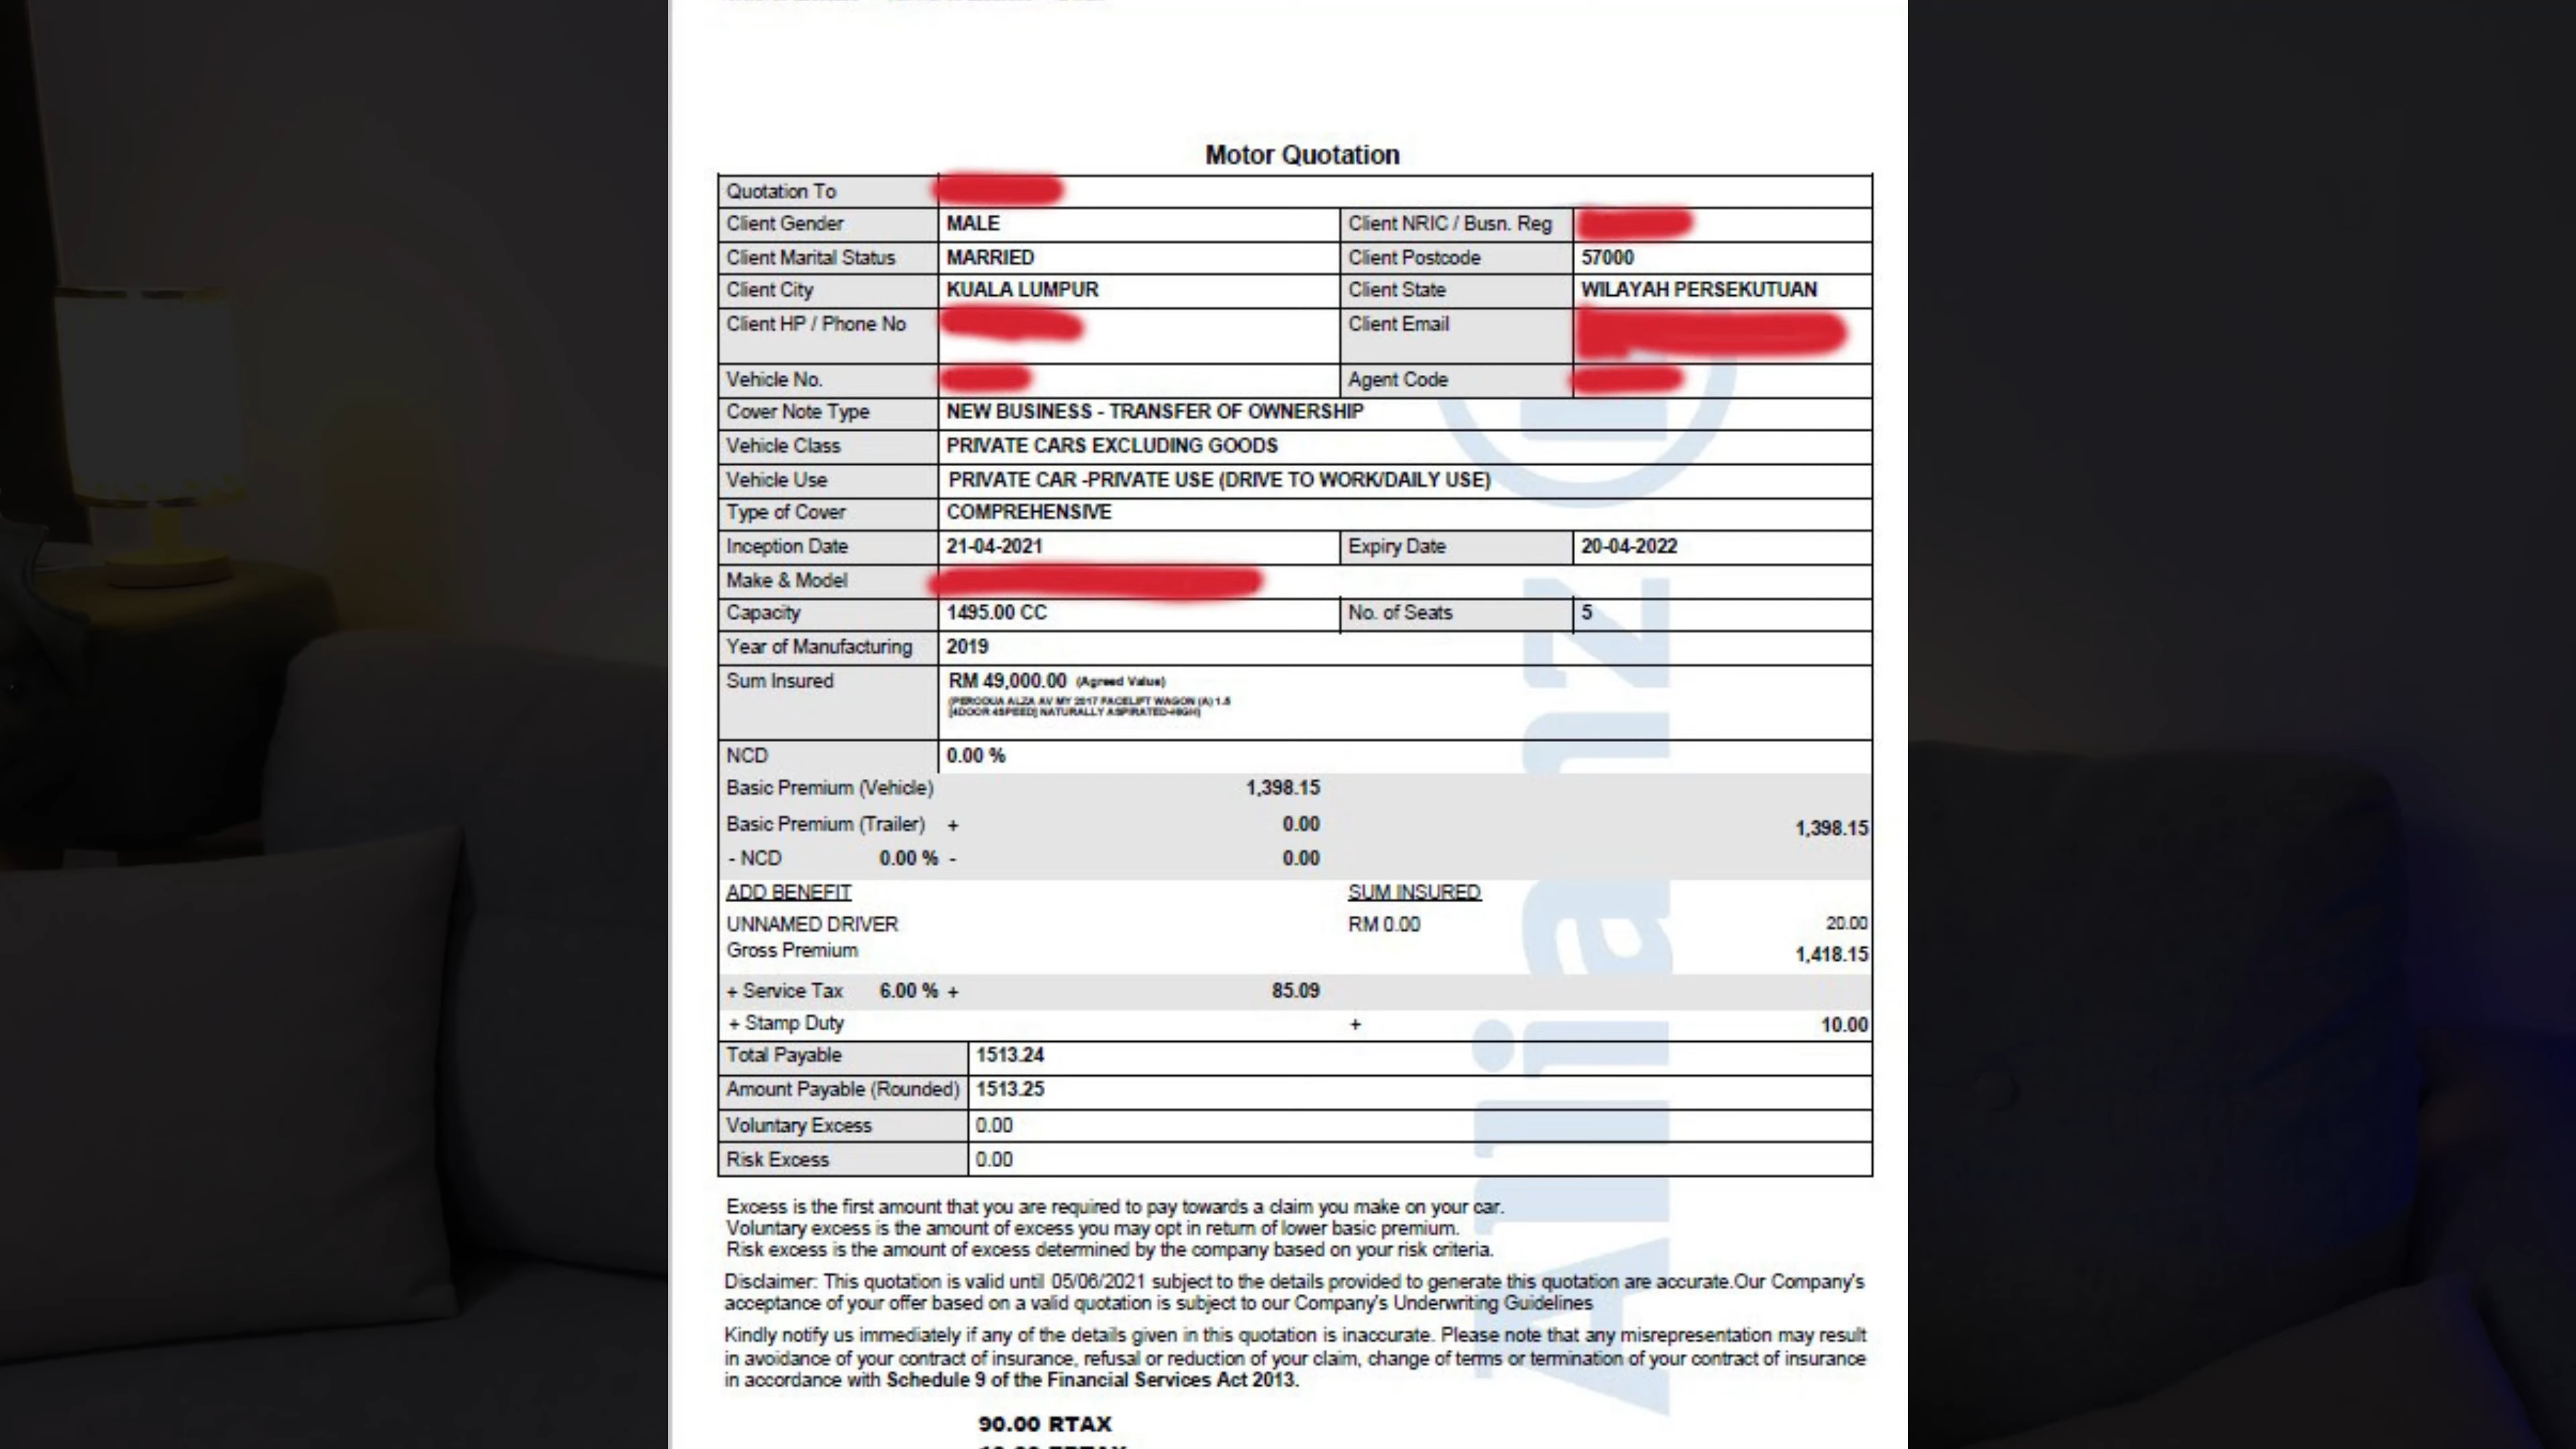 Motor Quotation
Quotation To
Client Gender MALE Client NRIC / Busn. Reg
Client Marital Status MARRIED Client Postcode 57000
Client City KUALA LUMPUR Client State WILAYAH PERSEKUTUAN
Client HP / Phone No Client Email
Vehicle No. Agent Code
Cover Note Type NEW BUSINESS - TRANSFER OF OWNERSHIP
Vehicle Class PRIVATE CARS EXCLUDING GOODS
Vehicle Use PRIVATE CAR -PRIVATE USE (DRIVE TO WORK/DAILY USE)
Type of Cover COMPREHENSIVE
Inception Date 21-04-2021 Expiry Date 20-04-2022
Make & Model
Capacity 1495.00 CC No. of Seats 5
Year of Manufacturing 2019
Sum Insured RM 49,000.00 (Agreed Value)
(PERODUA ALZA AV MY 2017 FACELIFT WAGON (A) 1.5
[4DOOR 4SPEED] NATURALLY ASPIRATED-HIGH)
NCD 0.00 %
Basic Premium (Vehicle) 1,398.15
Basic Premium (Trailer) + 0.00 1,398.15
- NCD 0.00 % - 0.00
ADD BENEFIT SUM INSURED
UNNAMED DRIVER RM 0.00 20.00
Gross Premium 1,418.15
+ Service Tax 6.00 % + 85.09
+ Stamp Duty + 10.00
Total Payable 1513.24
Amount Payable (Rounded) 1513.25
Voluntary Excess 0.00
Risk Excess 0.00
Excess is the first amount that you are required to pay towards a claim you make on your car.
Voluntary excess is the amount of excess you may opt in return of lower basic premium.
Risk excess is the amount of excess determined by the company based on your risk criteria.
Disclaimer: This quotation is valid until 05/06/2021 subject to the details provided to generate this quotation are accurate.Our Company's
acceptance of your offer based on a valid quotation is subject to our Company's Underwriting Guidelines
Kindly notify us immediately if any of the details given in this quotation is inaccurate. Please note that any misrepresentation may result
in avoidance of your contract of insurance, refusal or reduction of your claim, change of terms or termination of your contract of insurance
in accordance with Schedule 9 of the Financial Services Act 2013.
90.00 RTAX
Allianz